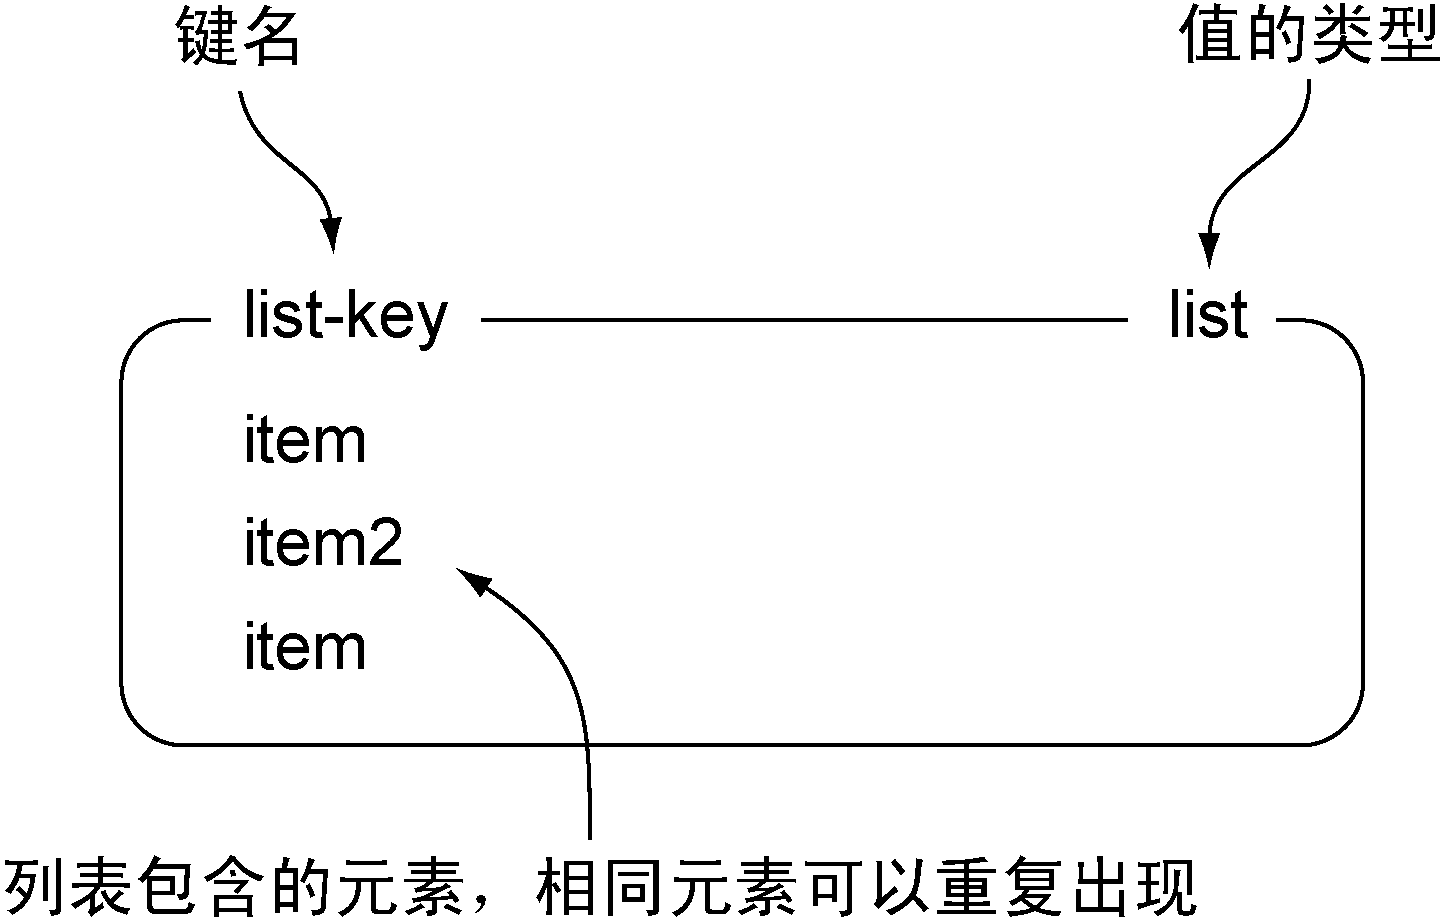 键名
值的类型
list-key
list
item
item2
item
列表包含的元素，相同元素可以重复出现